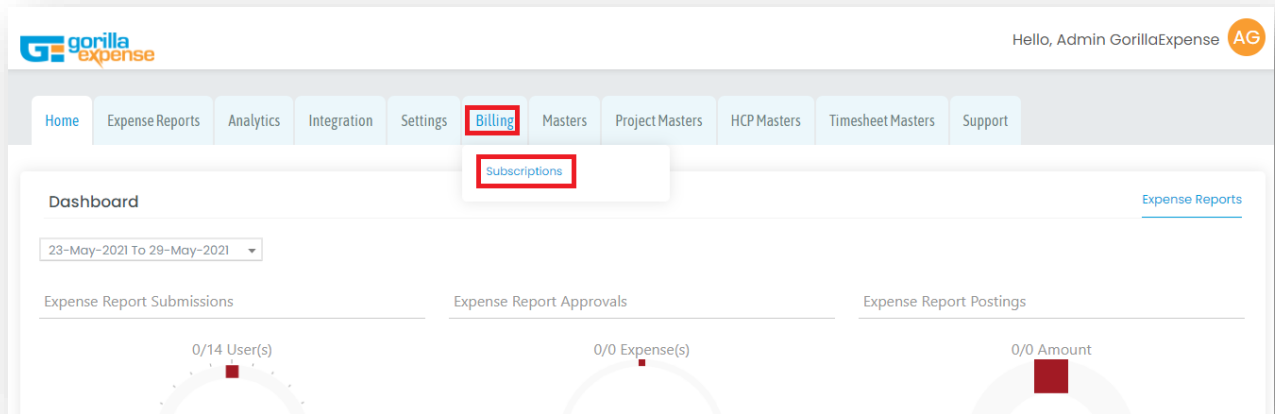 gorilla
expense
Hello, Admin GorillaExpense AG
Home Expense Reports Analytics Integration Settings Billing Masters Project Masters HCP Masters Timesheet Masters Support
Subscriptions
Dashboard Expense Reports
23-May-2021 To 29-May-2021
Expense Report Submissions Expense Report Approvals Expense Report Postings
0/14 User(s) 0/0 Expense(s) 0/0 Amount